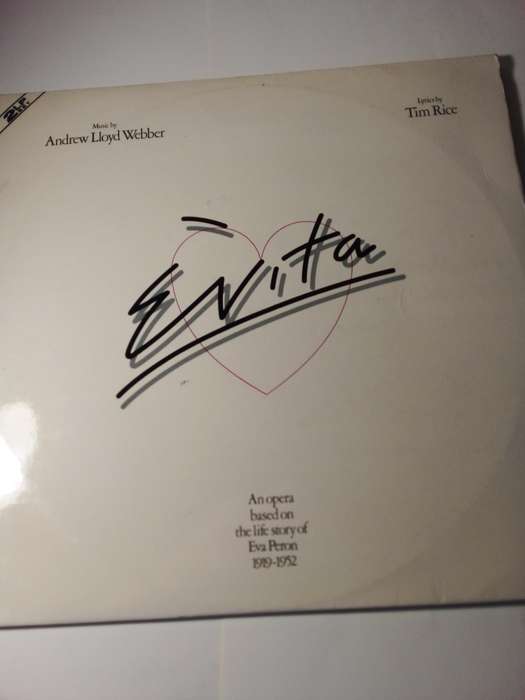 2LP
SET
Music by
Andrew Lloyd Webber
Lyrics by
Tim Rice
Evita
An opera
based on
the life story of
Eva Peron
1919-1952